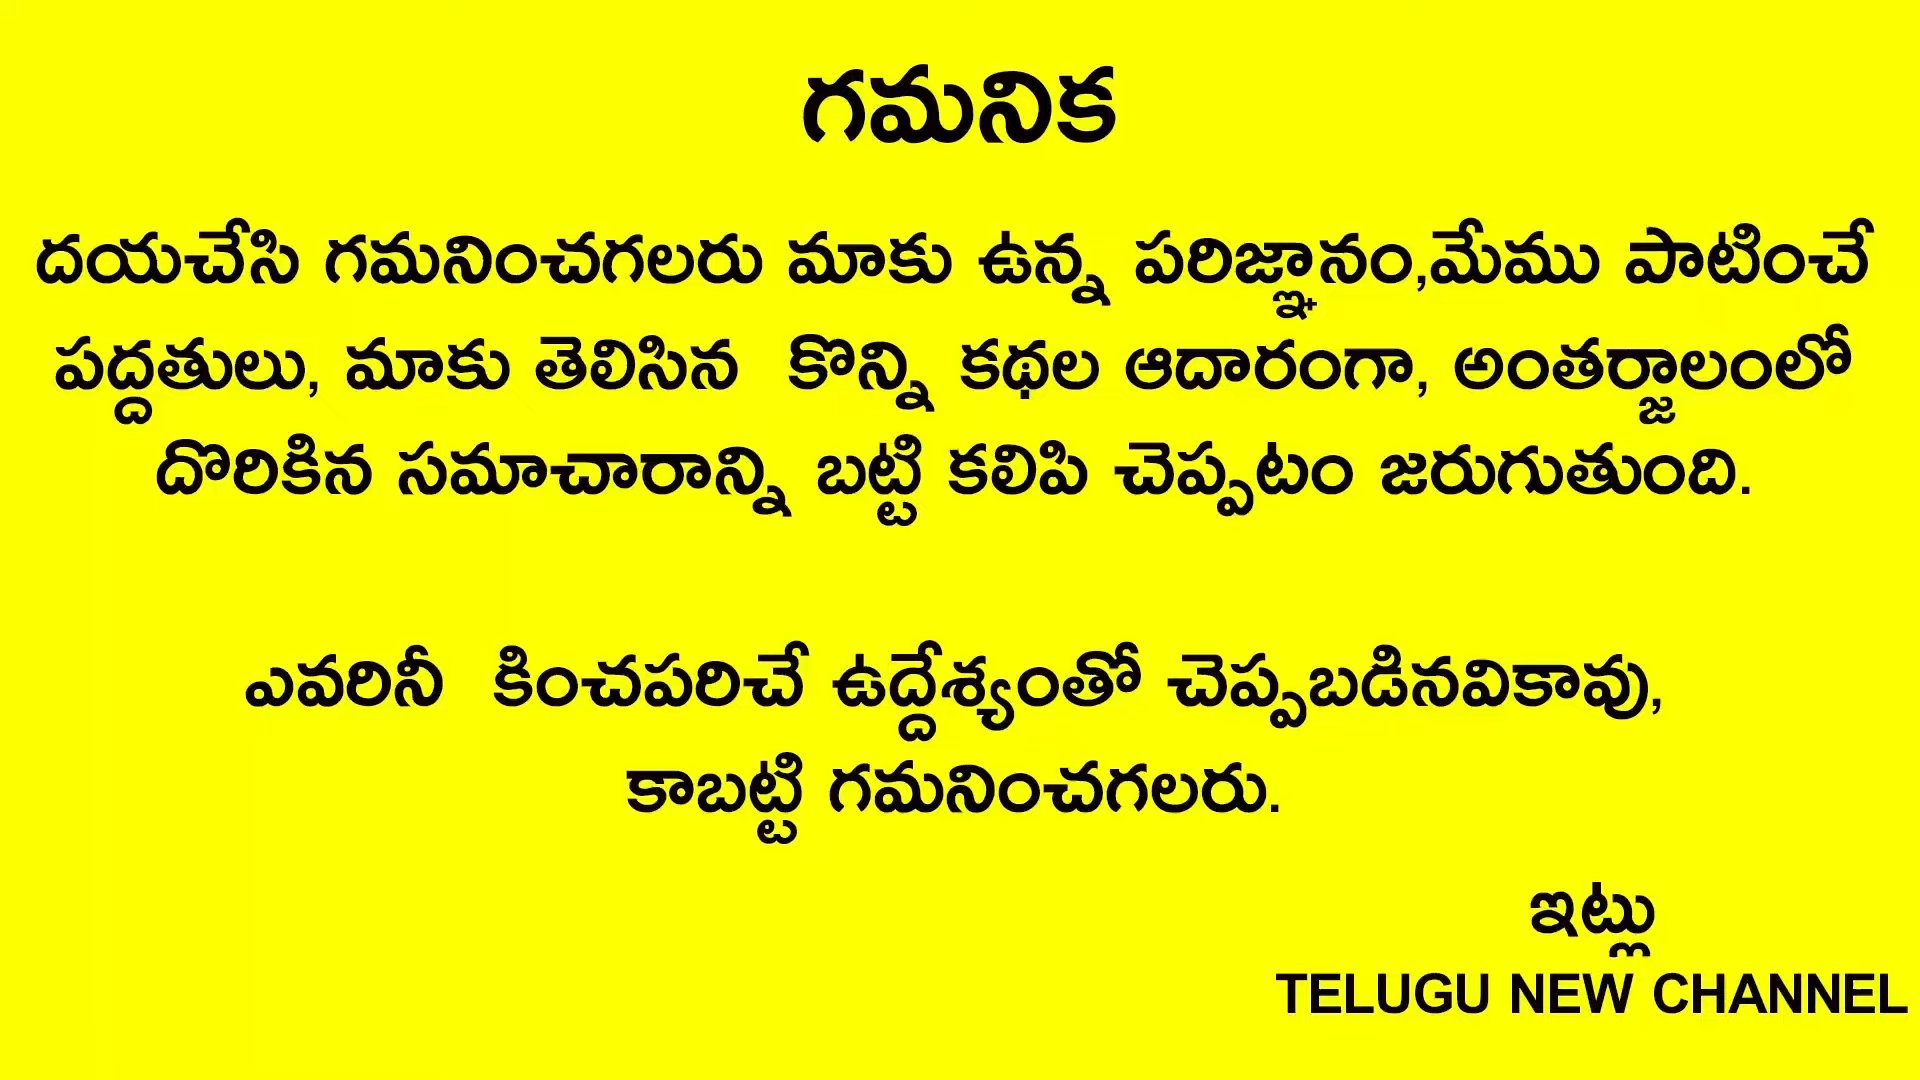 గమనిక
దయచేసి గమనించగలరు మాకు ఉన్న పరిజ్ఞానం,మేము పాటించే
పద్దతులు, మాకు తెలిసిన కొన్ని కథల ఆదారంగా, అంతర్జాలంలో
దొరికిన సమాచారాన్ని బట్టి కలిపి చెప్పటం జరుగుతుంది.
ఎవరినీ కించపరిచే ఉద్దేశ్యంతో చెప్పబడినవికావు,
కాబట్టి గమనించగలరు.
ఇట్లు
TELUGU NEW CHANNEL